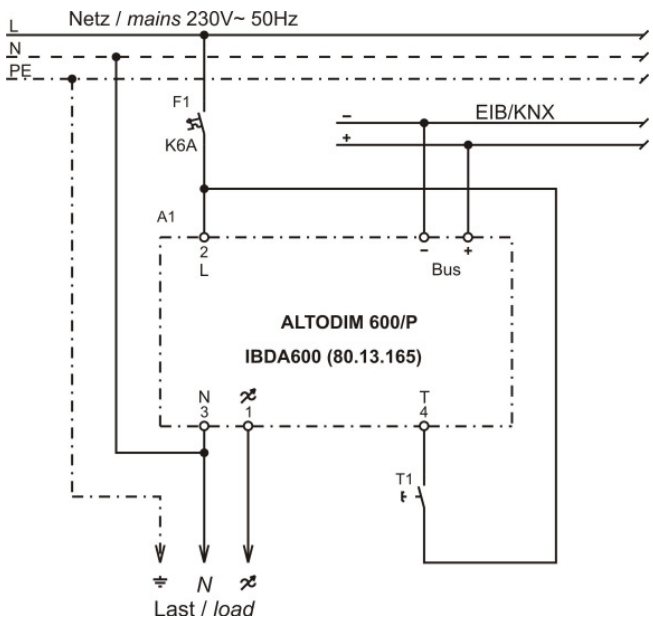 Netz / mains 230V~ 50Hz
L
N
PE
F1
K6A
EIB/KNX
-
+
A1
2
L
-
+
Bus
ALTODIM 600/P
IBDA600 (80.13.165)
N
3
1
T
4
T1
N
Last / load